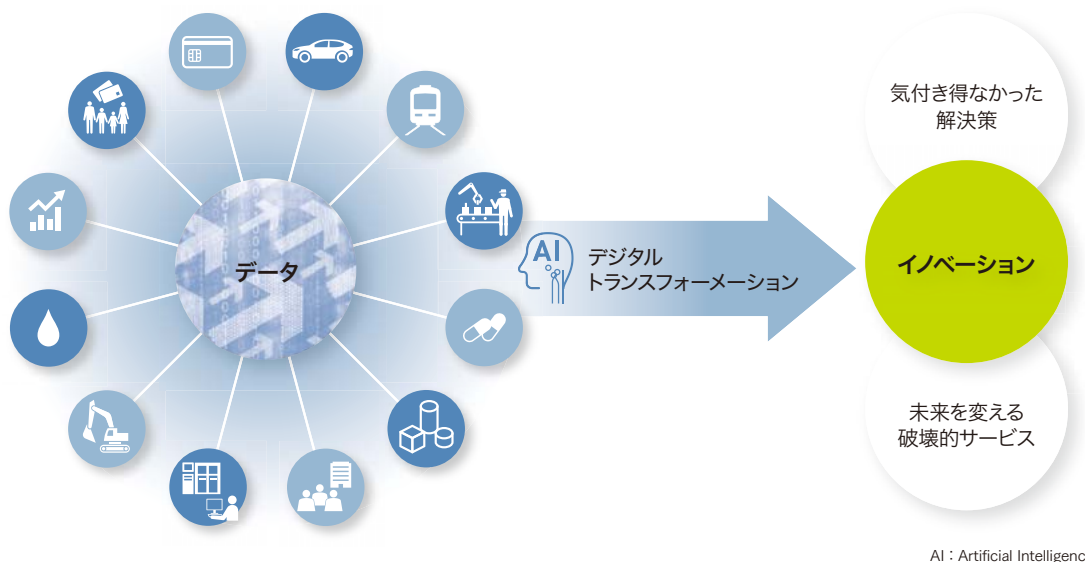 気付き得なかった
解決策
データ
AI
デジタル
トランスフォーメーション
イノベーション
未来を変える
破壊的サービス
AI：Artificial Intelligenc